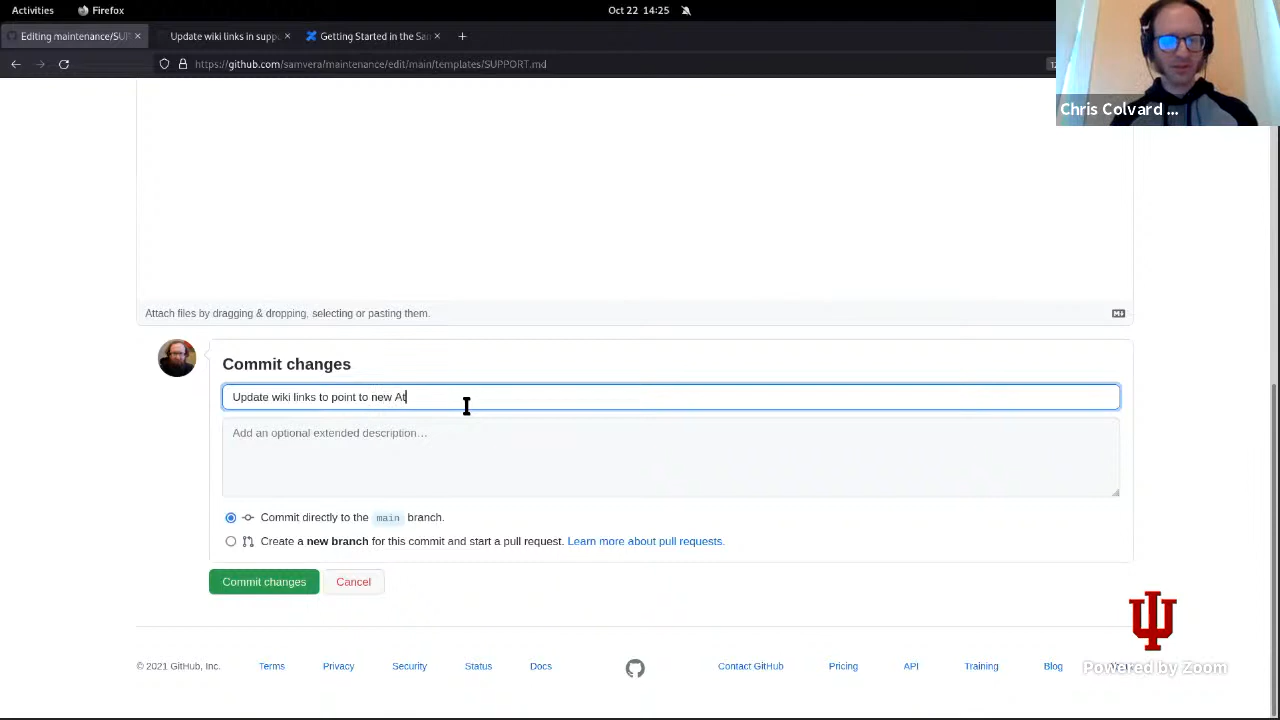 Activities
Firefox
Oct 22 14:25
Editing maintenance/SU
Update wiki links in supp
Getting Started in the Sa
https://github.com/samvera/maintenance/edit/main/templates/SUPPORT.md
Chris Colvard ...
Attach files by dragging & dropping, selecting or pasting them.
Commit changes
Update wiki links to point to new At
Add an optional extended description...
Commit directly to the main branch.
Create a new branch for this commit and start a pull request. Learn more about pull requests.
Commit changes Cancel
© 2021 GitHub, Inc. Terms Privacy Security Status Docs Contact GitHub Pricing API Training Blog
Powered by Zoom